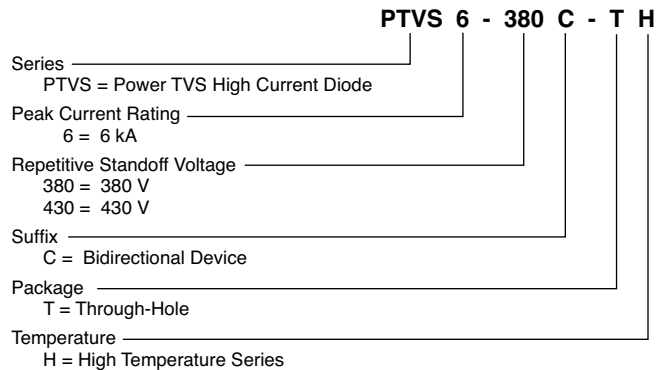 PTVS 6 - 380 C - T H
Series
PTVS = Power TVS High Current Diode
Peak Current Rating
6 = 6 kA
Repetitive Standoff Voltage
380 = 380 V
430 = 430 V
Suffix
C = Bidirectional Device
Package
T = Through-Hole
Temperature
H = High Temperature Series